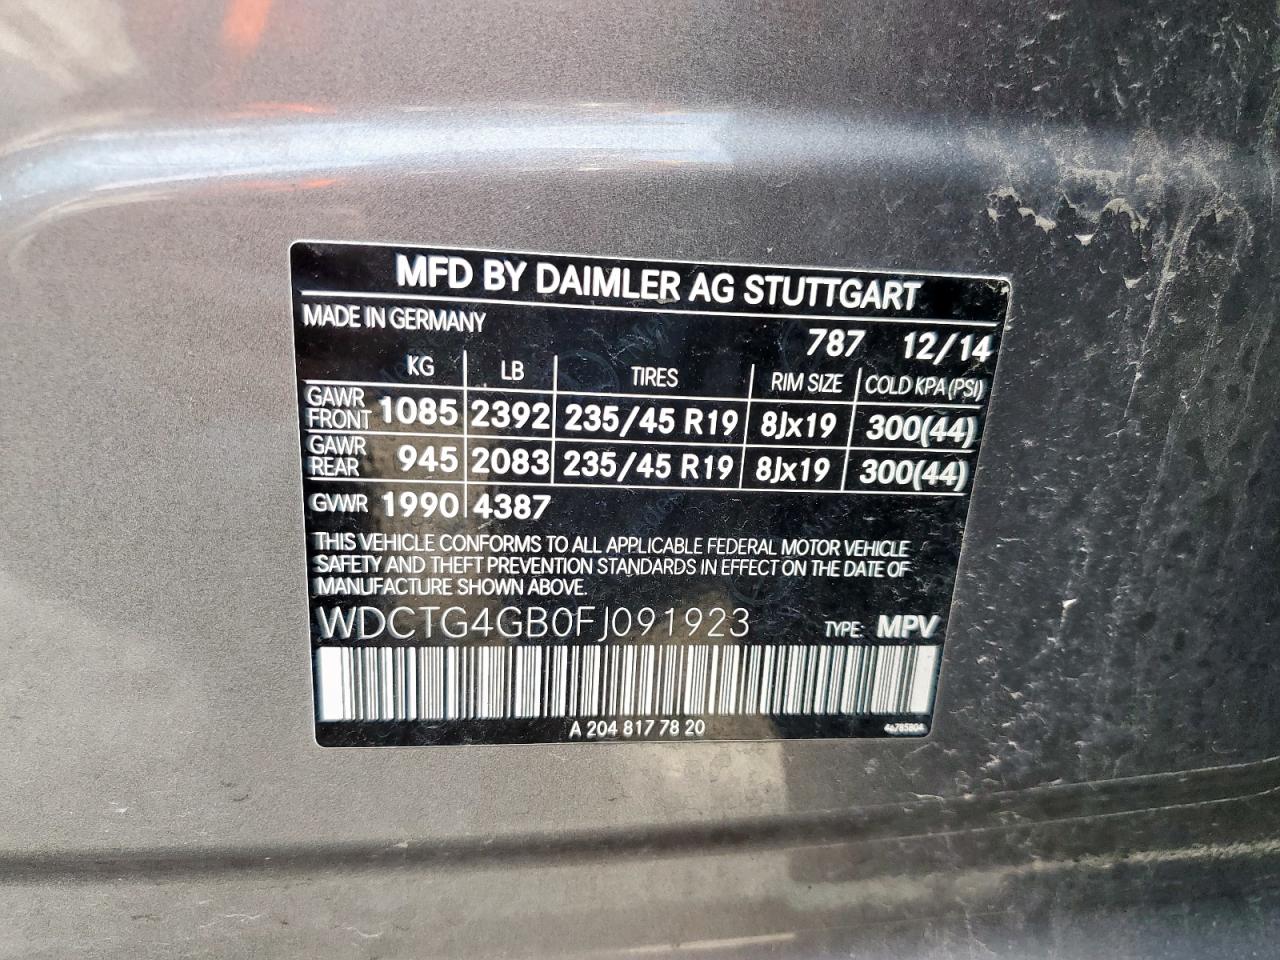 MFD BY DAIMLER AG STUTTGART
MADE IN GERMANY
787 12/14
KG LB TIRES RIM SIZE COLD KPA (PSI)
GAWR FRONT 1085 2392 235/45 R19 8Jx19 300(44)
GAWR REAR 945 2083 235/45 R19 8Jx19 300(44)
GVWR 1990 4387
THIS VEHICLE CONFORMS TO ALL APPLICABLE FEDERAL MOTOR VEHICLE
SAFETY AND THEFT PREVENTION STANDARDS IN EFFECT ON THE DATE OF
MANUFACTURE SHOWN ABOVE.
WDCTG4GB0FJ091923 TYPE: MPV
A 204 817 78 20